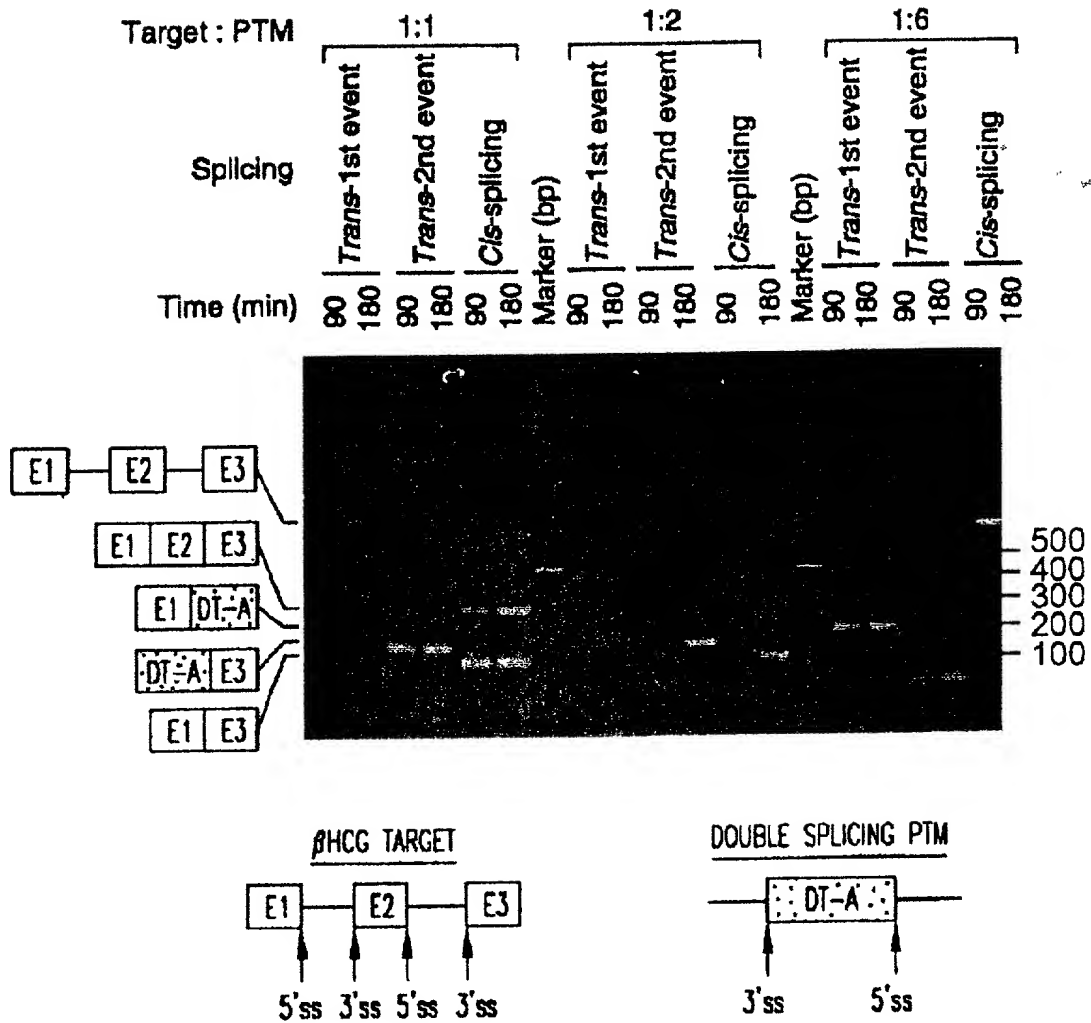 Target : PTM 1:1 1:2 1:6
Splicing Trans-1st event Trans-2nd event Cis-splicing Marker (bp) Trans-1st event Trans-2nd event Cis-splicing Marker (bp) Trans-1st event Trans-2nd event Cis-splicing
Time (min) 90 180 90 180 90 180 90 180 90 180 90 180 90 180 90 180 90 180
E1 E2 E3
E1 E2 E3
E1 DT-A
DT-A E3
E1 E3
500
400
300
200
100
βHCG TARGET
E1 E2 E3
5'ss 3'ss 5'ss 3'ss
DOUBLE SPLICING PTM
DT-A
3'ss 5'ss